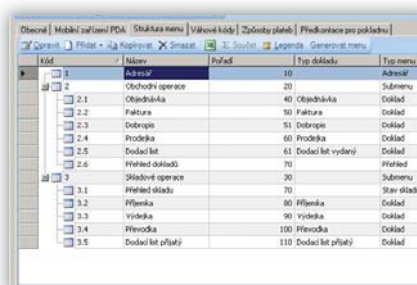 Obecné Mobilní zařízení PDA Struktura menu Váhové kódy Způsoby plateb Předkontace pro pokladnu
Opravit Přidat Kopírovat Smazat Součet Legenda Generovat menu
Kód Název Pořadí Typ dokladu Typ menu
1 Adresář 10 Adresář
2 Obchodní operace 20 Submenu
2.1 Objednávka 40 Objednávka Doklad
2.2 Faktura 50 Faktura Doklad
2.3 Dobropis 51 Dobropis Doklad
2.4 Prodejka 60 Prodejka Doklad
2.5 Dodací list 61 Dodací list vydaný Doklad
2.6 Přehled dokladů 70 Přehled
3 Skladové operace 30 Submenu
3.1 Přehled skladu 70 Stav sklad
3.2 Příjemka 80 Příjemka Doklad
3.3 Výdejka 90 Výdejka Doklad
3.4 Převodka 100 Převodka Doklad
3.5 Dodací list přijatý 110 Dodací list přijatý Doklad